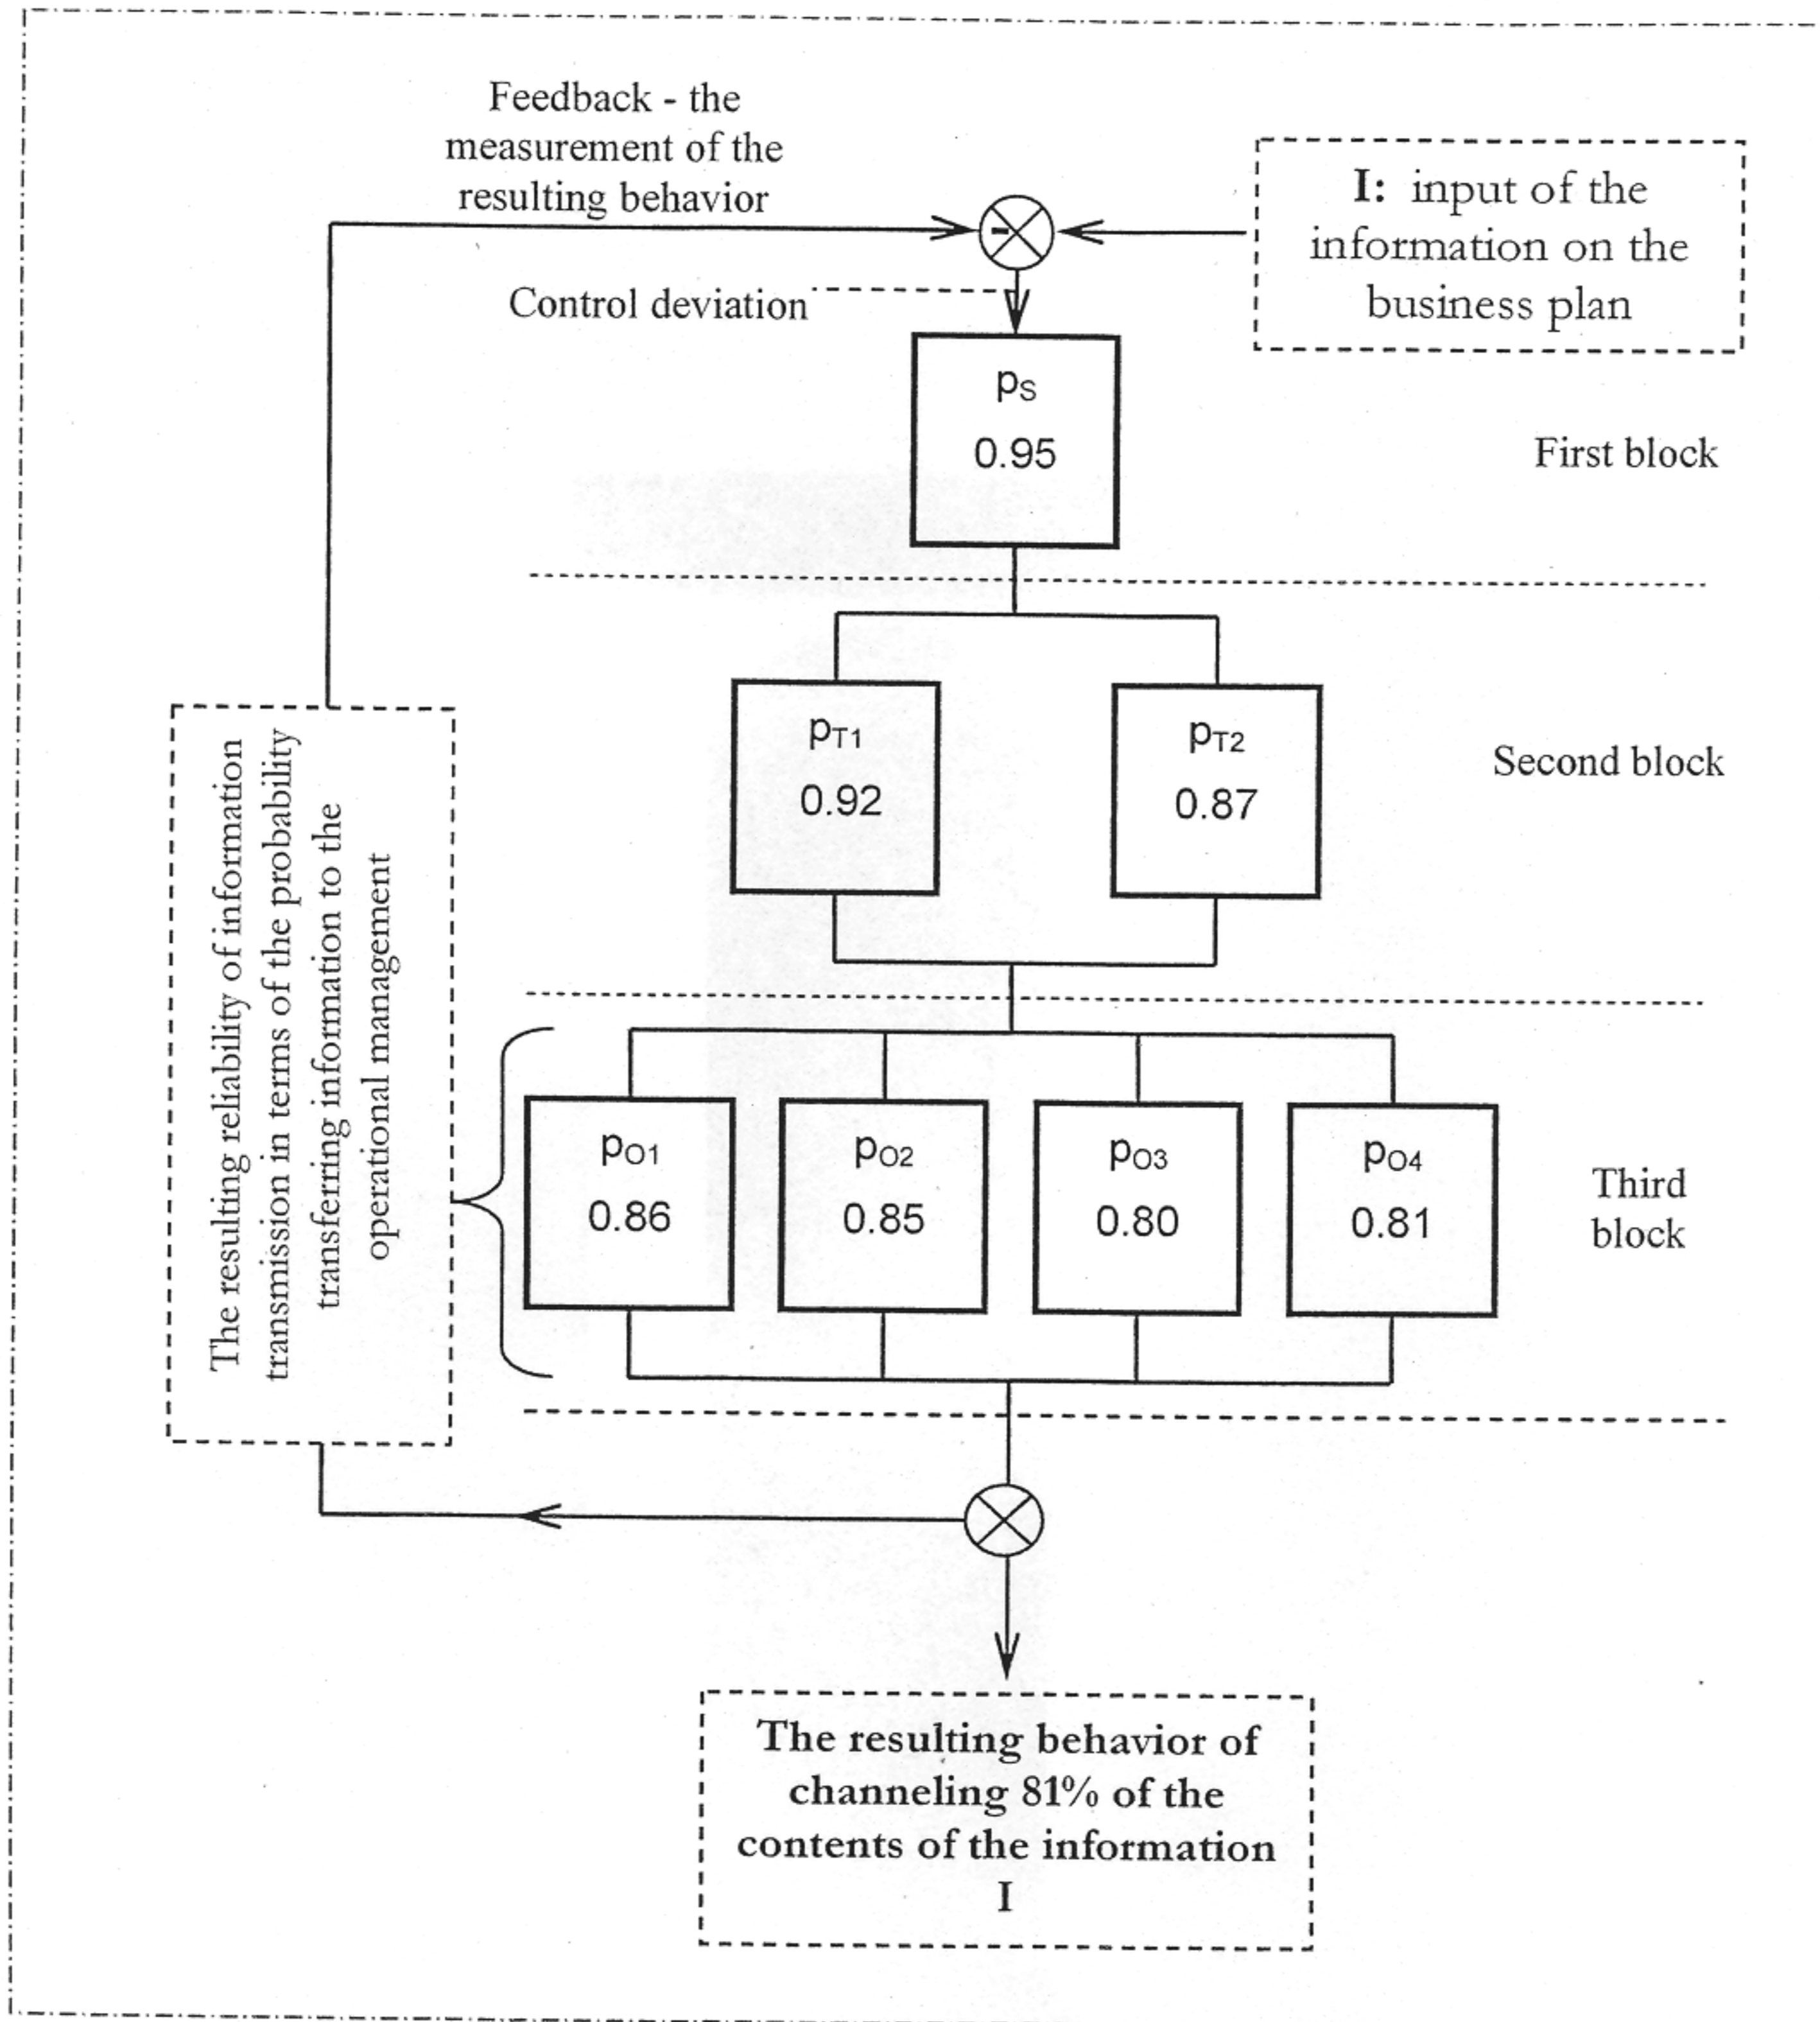 Feedback - the
measurement of the
resulting behavior
I: input of the
information on the
business plan
Control deviation
pS
0.95
First block
pT1
0.92
pT2
0.87
Second block
The resulting reliability of information
transmission in terms of the probability
transferring information to the
operational management
pO1
0.86
pO2
0.85
pO3
0.80
pO4
0.81
Third
block
The resulting behavior of
channeling 81% of the
contents of the information
I